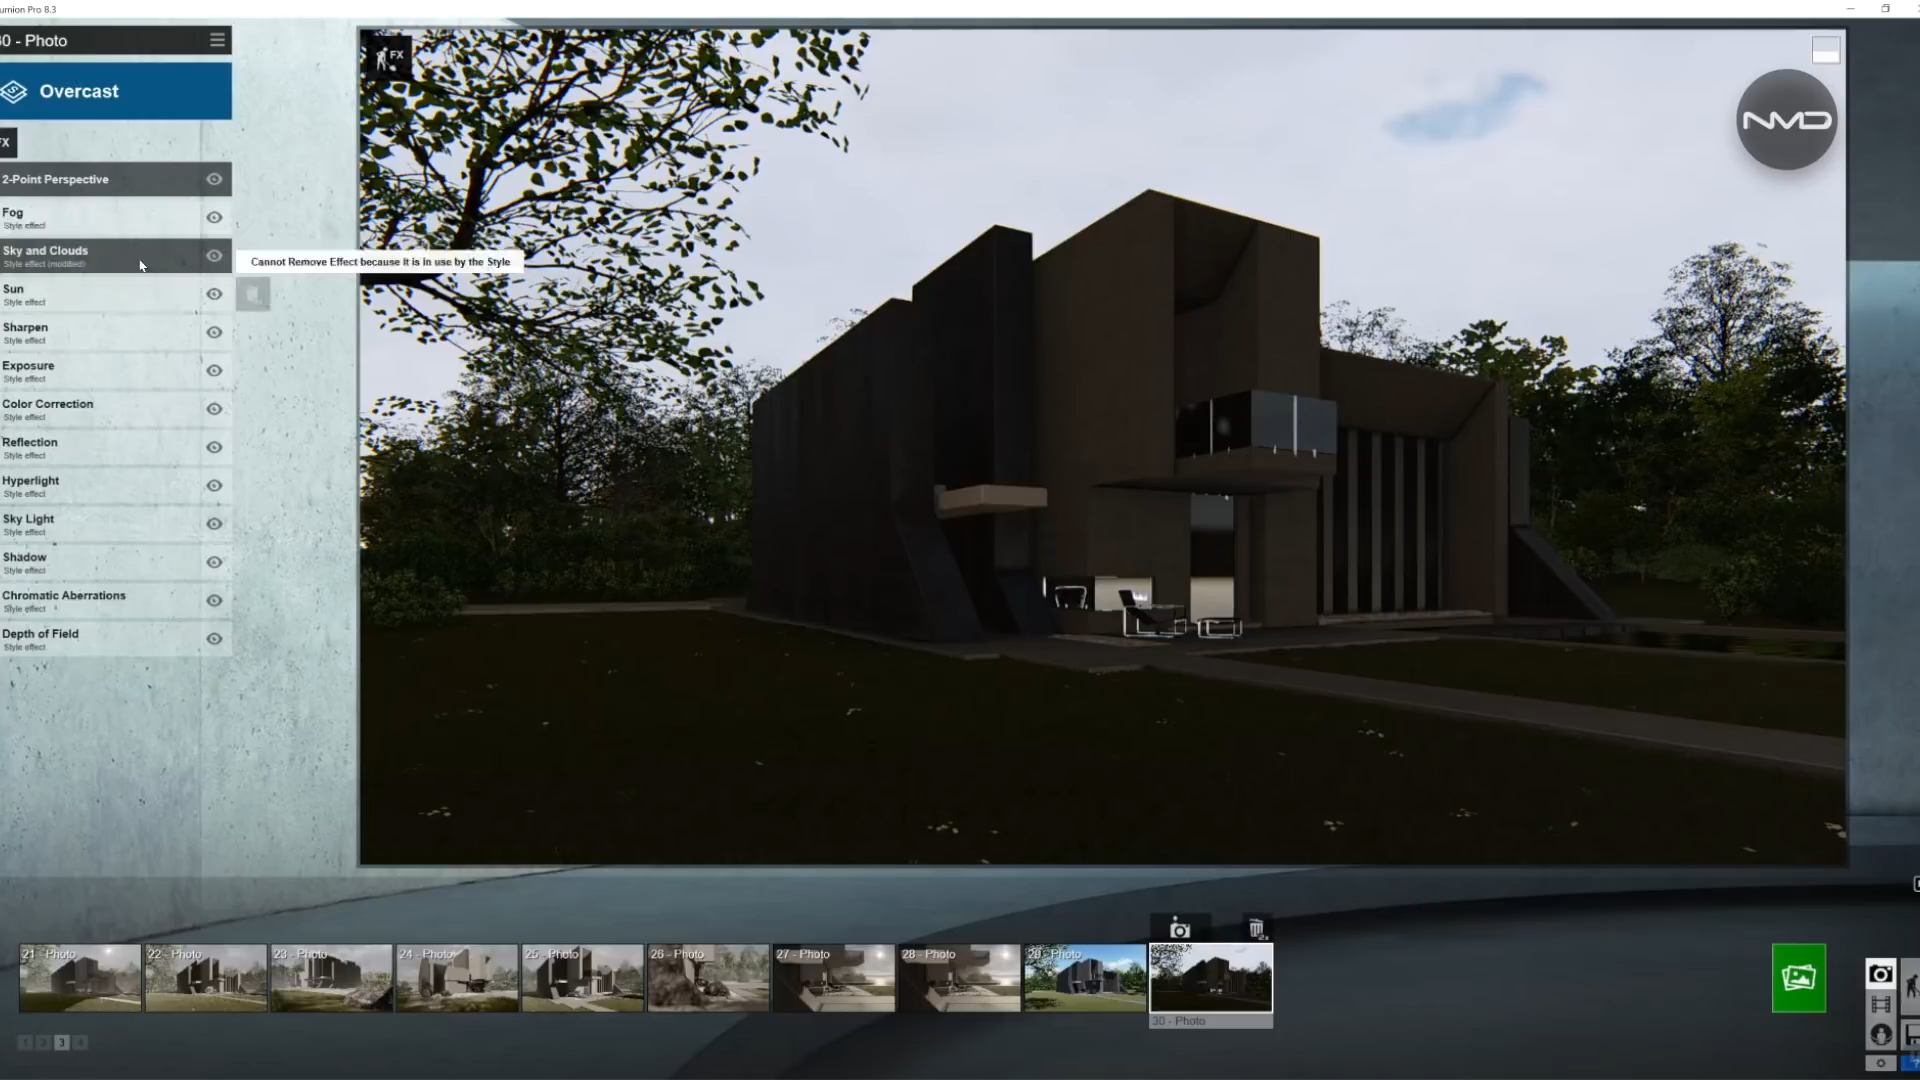 umion Pro 8.3
0 - Photo
FX
Overcast
NMD
FX
2-Point Perspective
Fog
Style effect
Sky and Clouds
Style effect (modified)
Cannot Remove Effect because it is in use by the Style
Sun
Style effect
Sharpen
Style effect
Exposure
Style effect
Color Correction
Style effect
Reflection
Style effect
Hyperlight
Style effect
Sky Light
Style effect
Shadow
Style effect
Chromatic Aberrations
Style effect
Depth of Field
Style effect
21 - Photo
22 - Photo
23 - Photo
24 - Photo
25 - Photo
26 - Photo
27 - Photo
28 - Photo
29 - Photo
30 - Photo
1 2 3 4